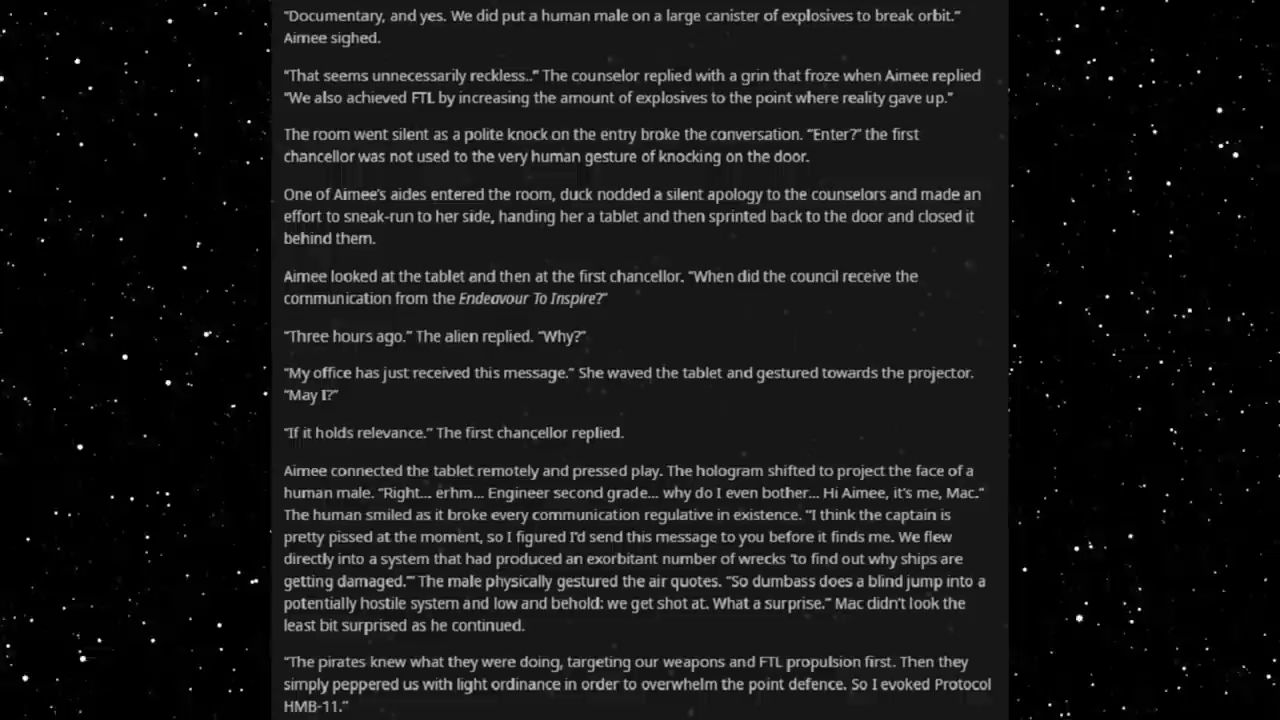 “Documentary, and yes. We did put a human male on a large canister of explosives to break orbit.”
Aimee sighed.
“That seems unnecessarily reckless..” The counselor replied with a grin that froze when Aimee replied
“We also achieved FTL by increasing the amount of explosives to the point where reality gave up.”
The room went silent as a polite knock on the entry broke the conversation. “Enter?” the first
chancellor was not used to the very human gesture of knocking on the door.
One of Aimee’s aides entered the room, duck nodded a silent apology to the counselors and made an
effort to sneak-run to her side, handing her a tablet and then sprinted back to the door and closed it
behind them.
Aimee looked at the tablet and then at the first chancellor. “When did the council receive the
communication from the Endeavour To Inspire?”
“Three hours ago.” The alien replied. “Why?”
“My office has just received this message.” She waved the tablet and gestured towards the projector.
“May I?”
“If it holds relevance.” The first chancellor replied.
Aimee connected the tablet remotely and pressed play. The hologram shifted to project the face of a
human male. “Right... erhm... Engineer second grade... why do I even bother... Hi Aimee, it’s me, Mac.”
The human smiled as it broke every communication regulative in existence. “I think the captain is
pretty pissed at the moment, so I figured I’d send this message to you before it finds me. We flew
directly into a system that had produced an exorbitant number of wrecks ‘to find out why ships are
getting damaged.’” The male physically gestured the air quotes. “So dumbass does a blind jump into a
potentially hostile system and low and behold: we get shot at. What a surprise.” Mac didn’t look the
least bit surprised as he continued.
“The pirates knew what they were doing, targeting our weapons and FTL propulsion first. Then they
simply peppered us with light ordinance in order to overwhelm the point defence. So I evoked Protocol
HMB-11.”